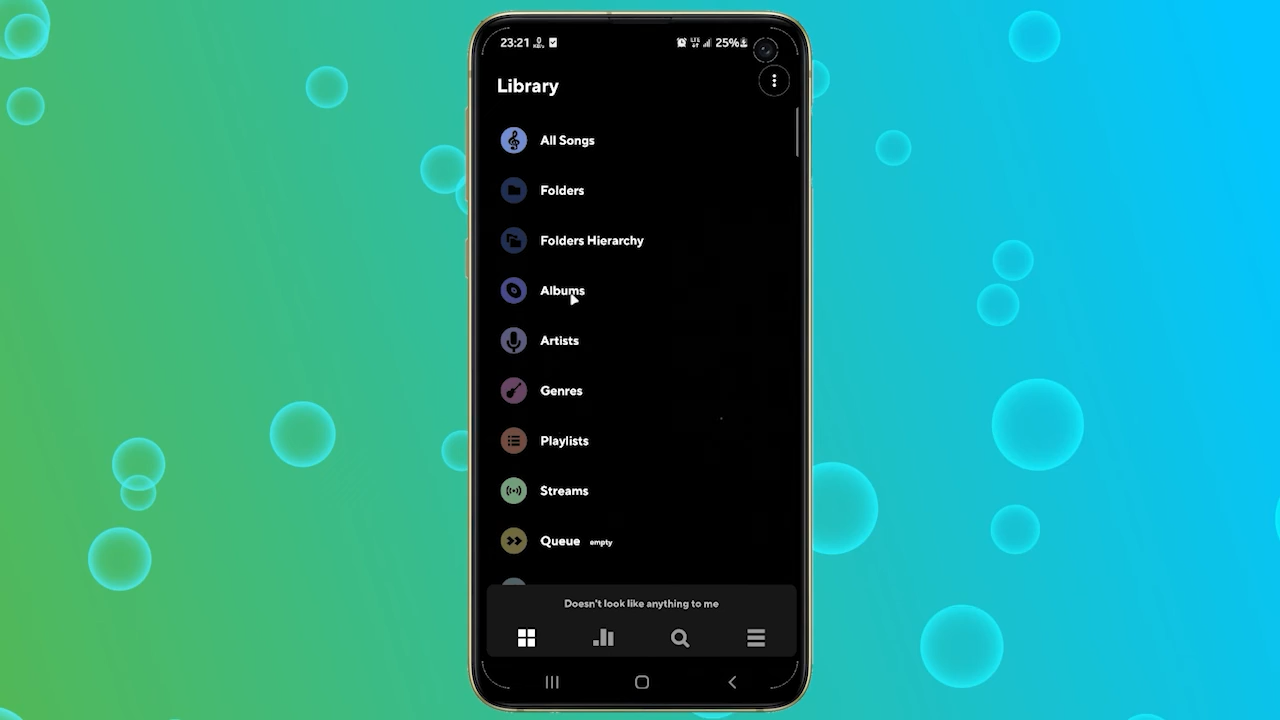 23:21
25%
Library
All Songs
Folders
Folders Hierarchy
Albums
Artists
Genres
Playlists
Streams
Queue empty
Doesn't look like anything to me